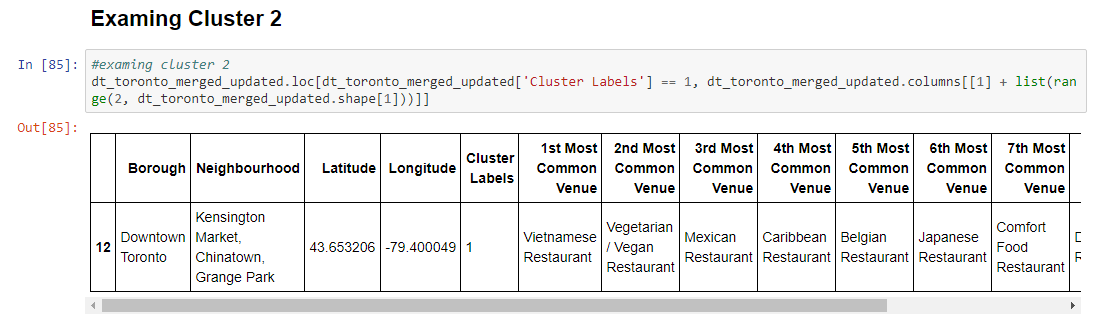 Examing Cluster 2
In [85]:
#examing cluster 2
dt_toronto_merged_updated.loc[dt_toronto_merged_updated['Cluster Labels'] == 1, dt_toronto_merged_updated.columns[[1] + list(ran
ge(2, dt_toronto_merged_updated.shape[1]))]]
Out[85]:
Borough Neighbourhood Latitude Longitude Cluster Labels 1st Most Common Venue 2nd Most Common Venue 3rd Most Common Venue 4th Most Common Venue 5th Most Common Venue 6th Most Common Venue 7th Most Common Venue
12 Downtown Toronto Kensington Market, Chinatown, Grange Park 43.653206 -79.400049 1 Vietnamese Restaurant Vegetarian / Vegan Restaurant Mexican Restaurant Caribbean Restaurant Belgian Restaurant Japanese Restaurant Comfort Food Restaurant